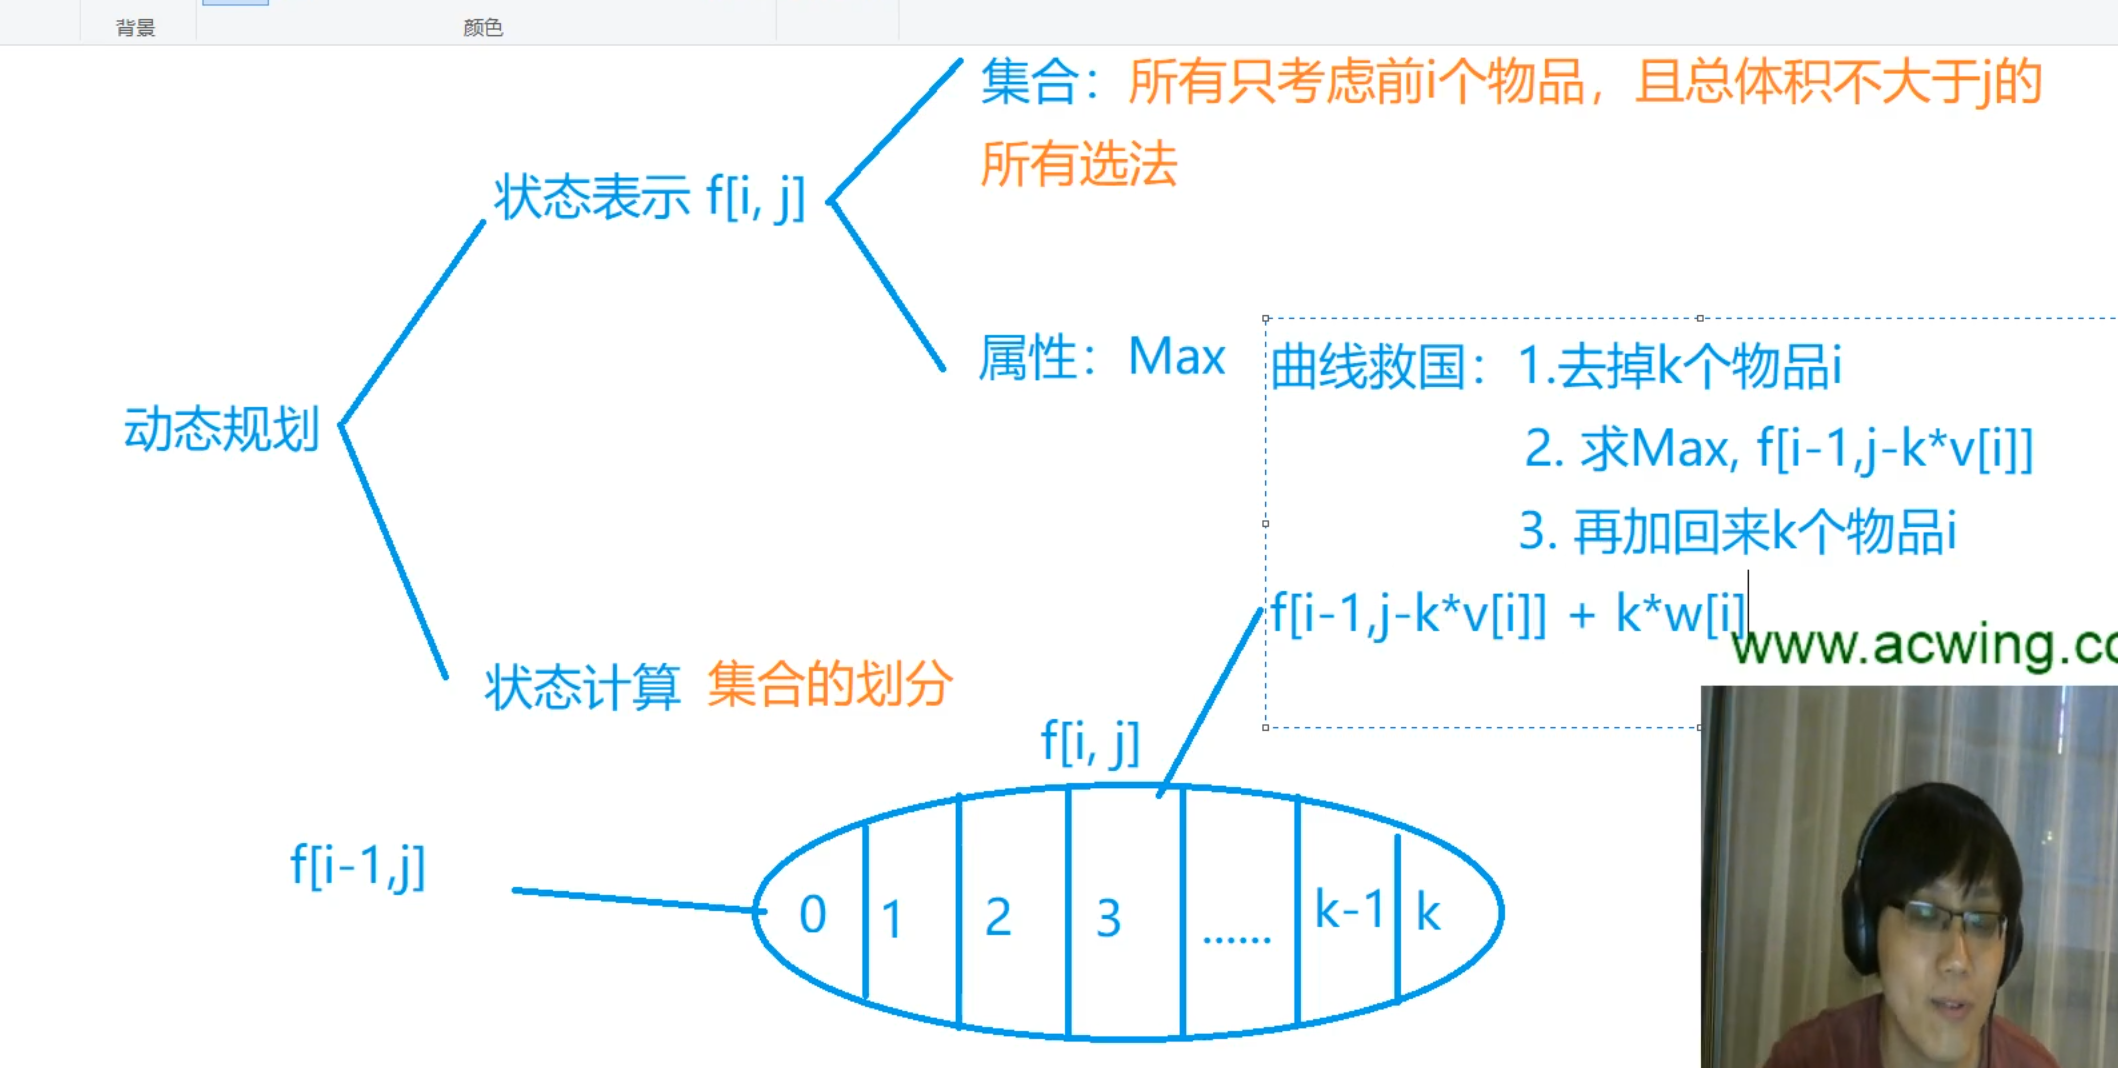 背景
颜色
集合：所有只考虑前i个物品，且总体积不大于j的
所有选法
状态表示 f[i, j]
属性：Max
曲线救国：1.去掉k个物品i
2. 求Max, f[i-1,j-k*v[i]]
3. 再加回来k个物品i
f[i-1,j-k*v[i]] + k*w[i]
动态规划
www.acwing.co
状态计算 集合的划分
f[i, j]
f[i-1,j]
0 1 2 3 ...... k-1 k